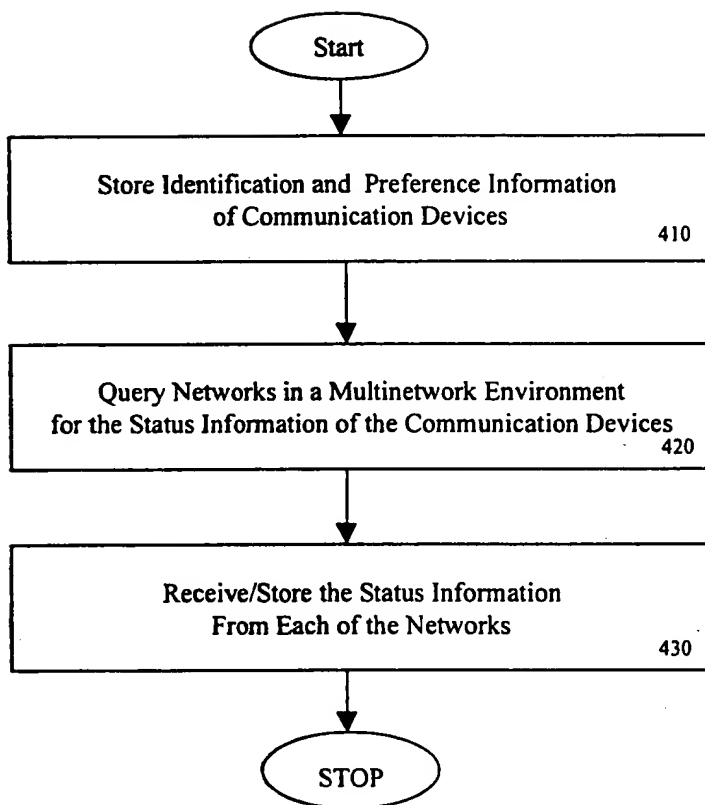 Start
Store Identification and Preference Information
of Communication Devices
410
Query Networks in a Multinetwork Environment
for the Status Information of the Communication Devices
420
Receive/Store the Status Information
From Each of the Networks
430
STOP